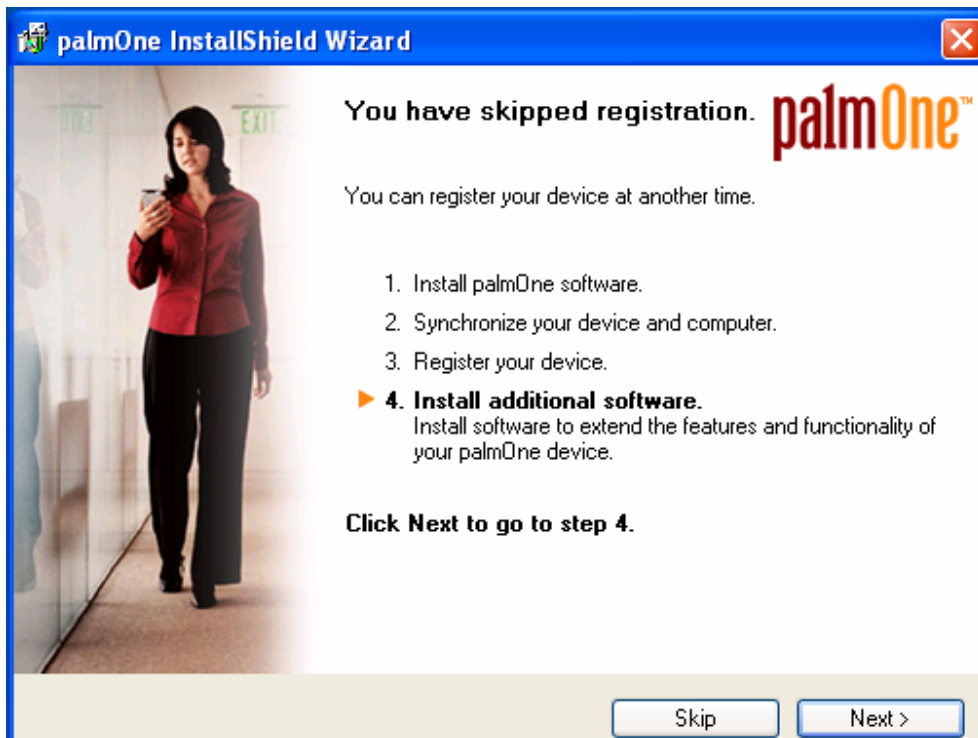 palmOne InstallShield Wizard
You have skipped registration.
palmOne™
You can register your device at another time.
1. Install palmOne software.
2. Synchronize your device and computer.
3. Register your device.
4. Install additional software.
Install software to extend the features and functionality of
your palmOne device.
Click Next to go to step 4.
EXIT
EXIT
Skip
Next >